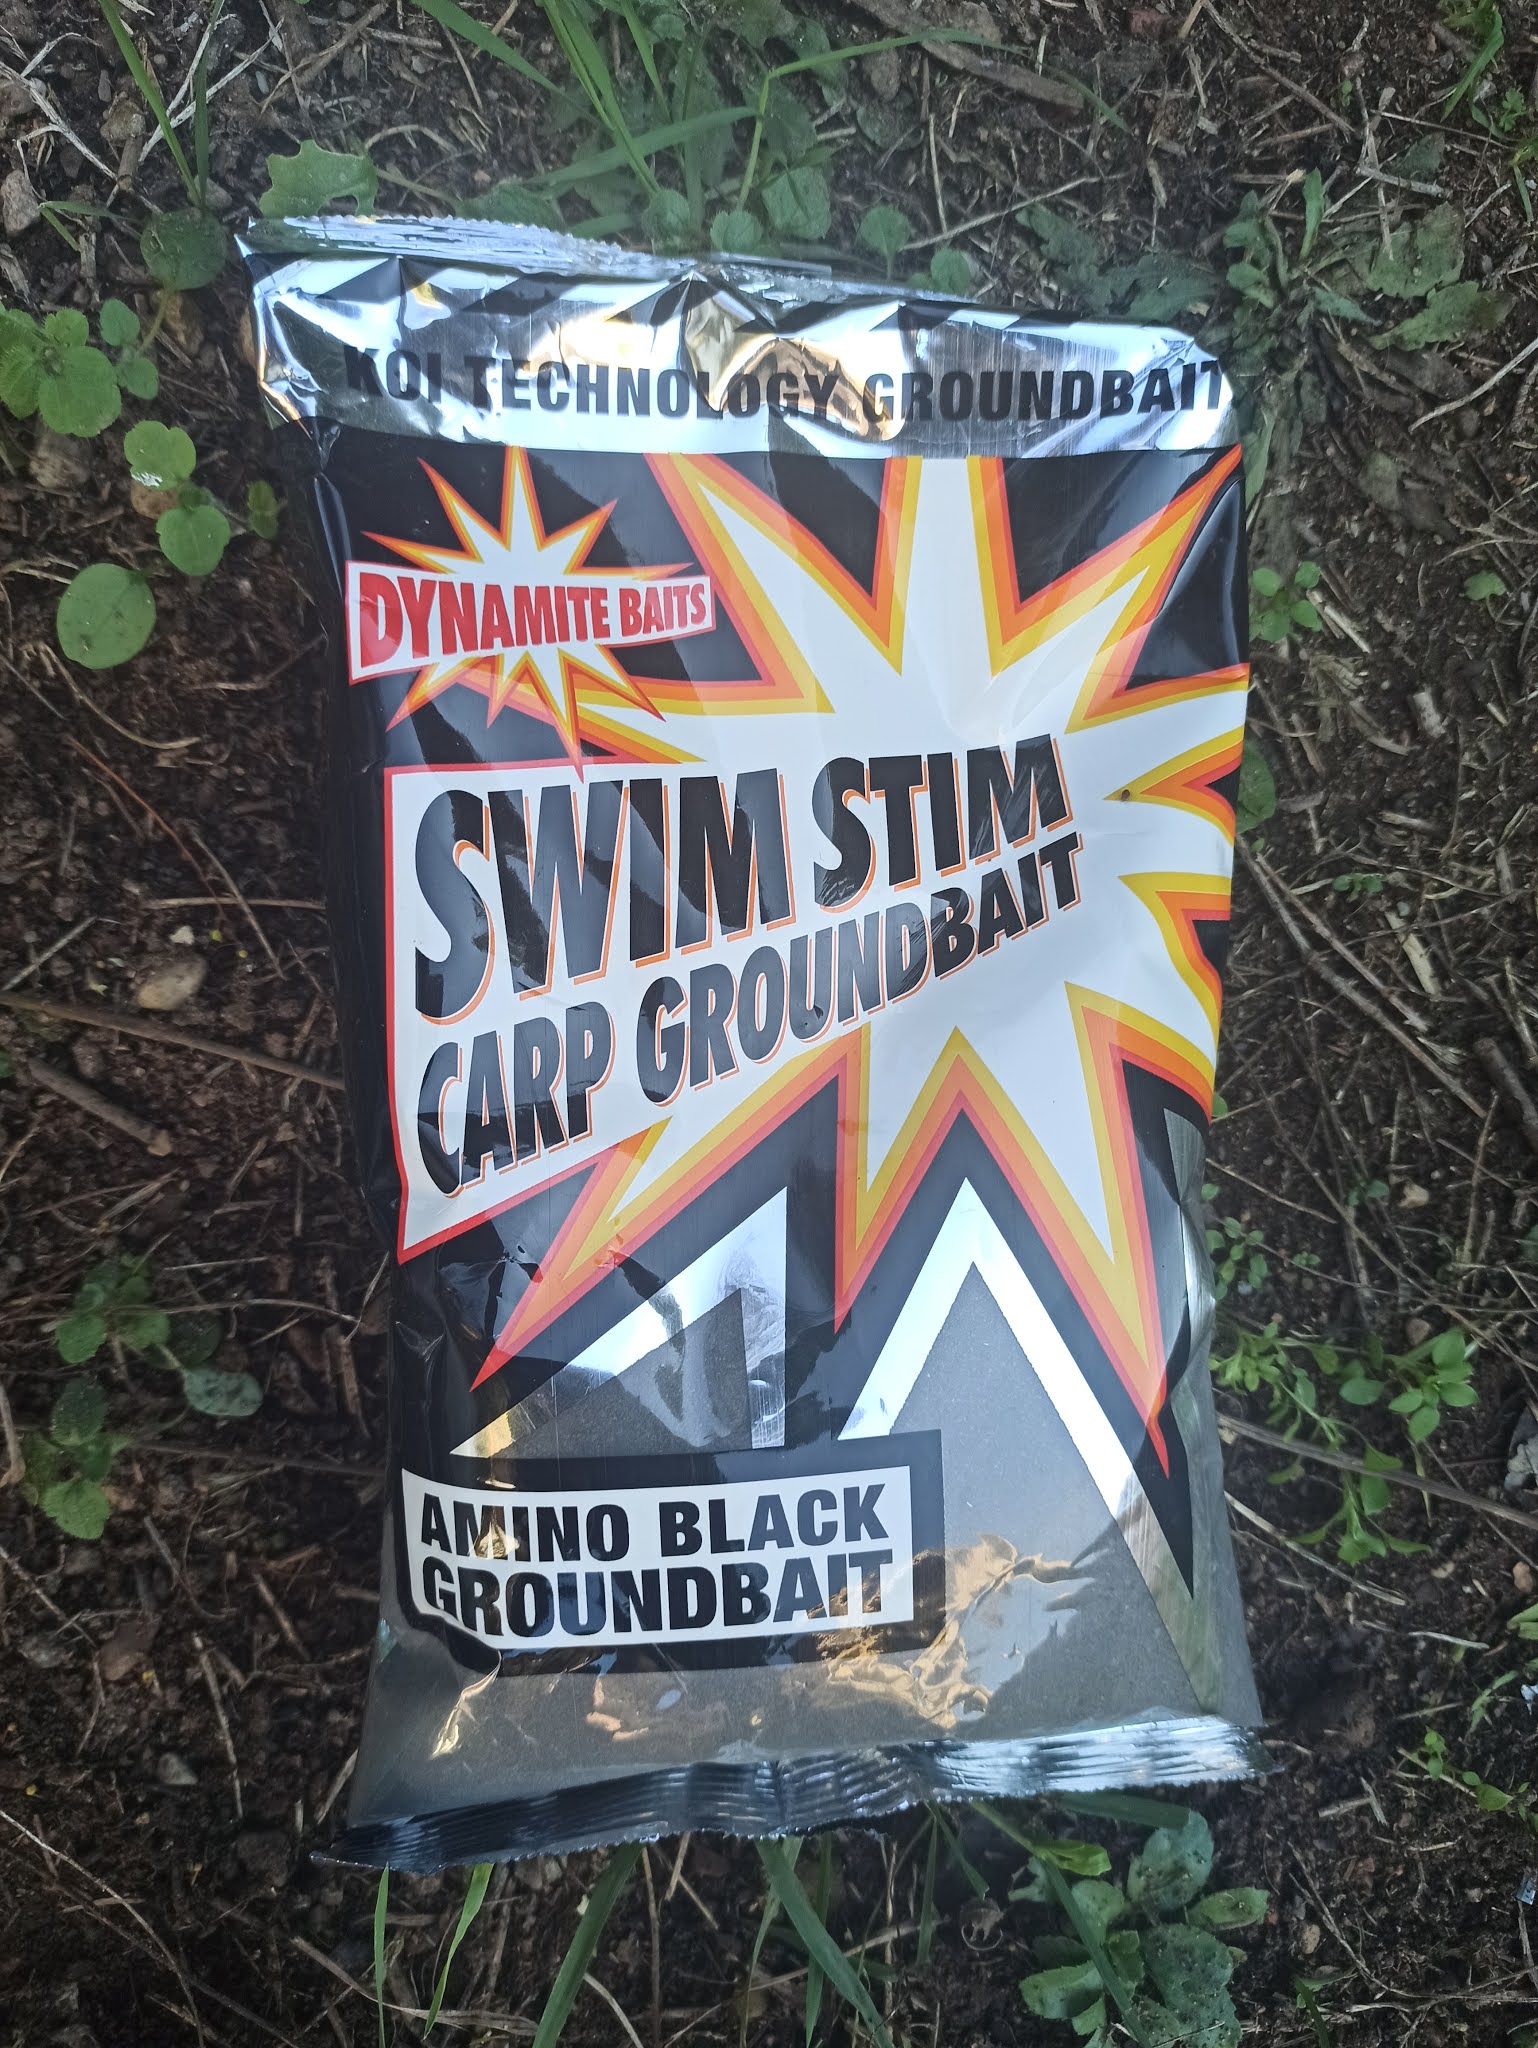 KOI TECHNOLOGY GROUNDBAIT
DYNAMITE BAITS
SWIM STIM
CARP GROUNDBAIT
AMINO BLACK
GROUNDBAIT